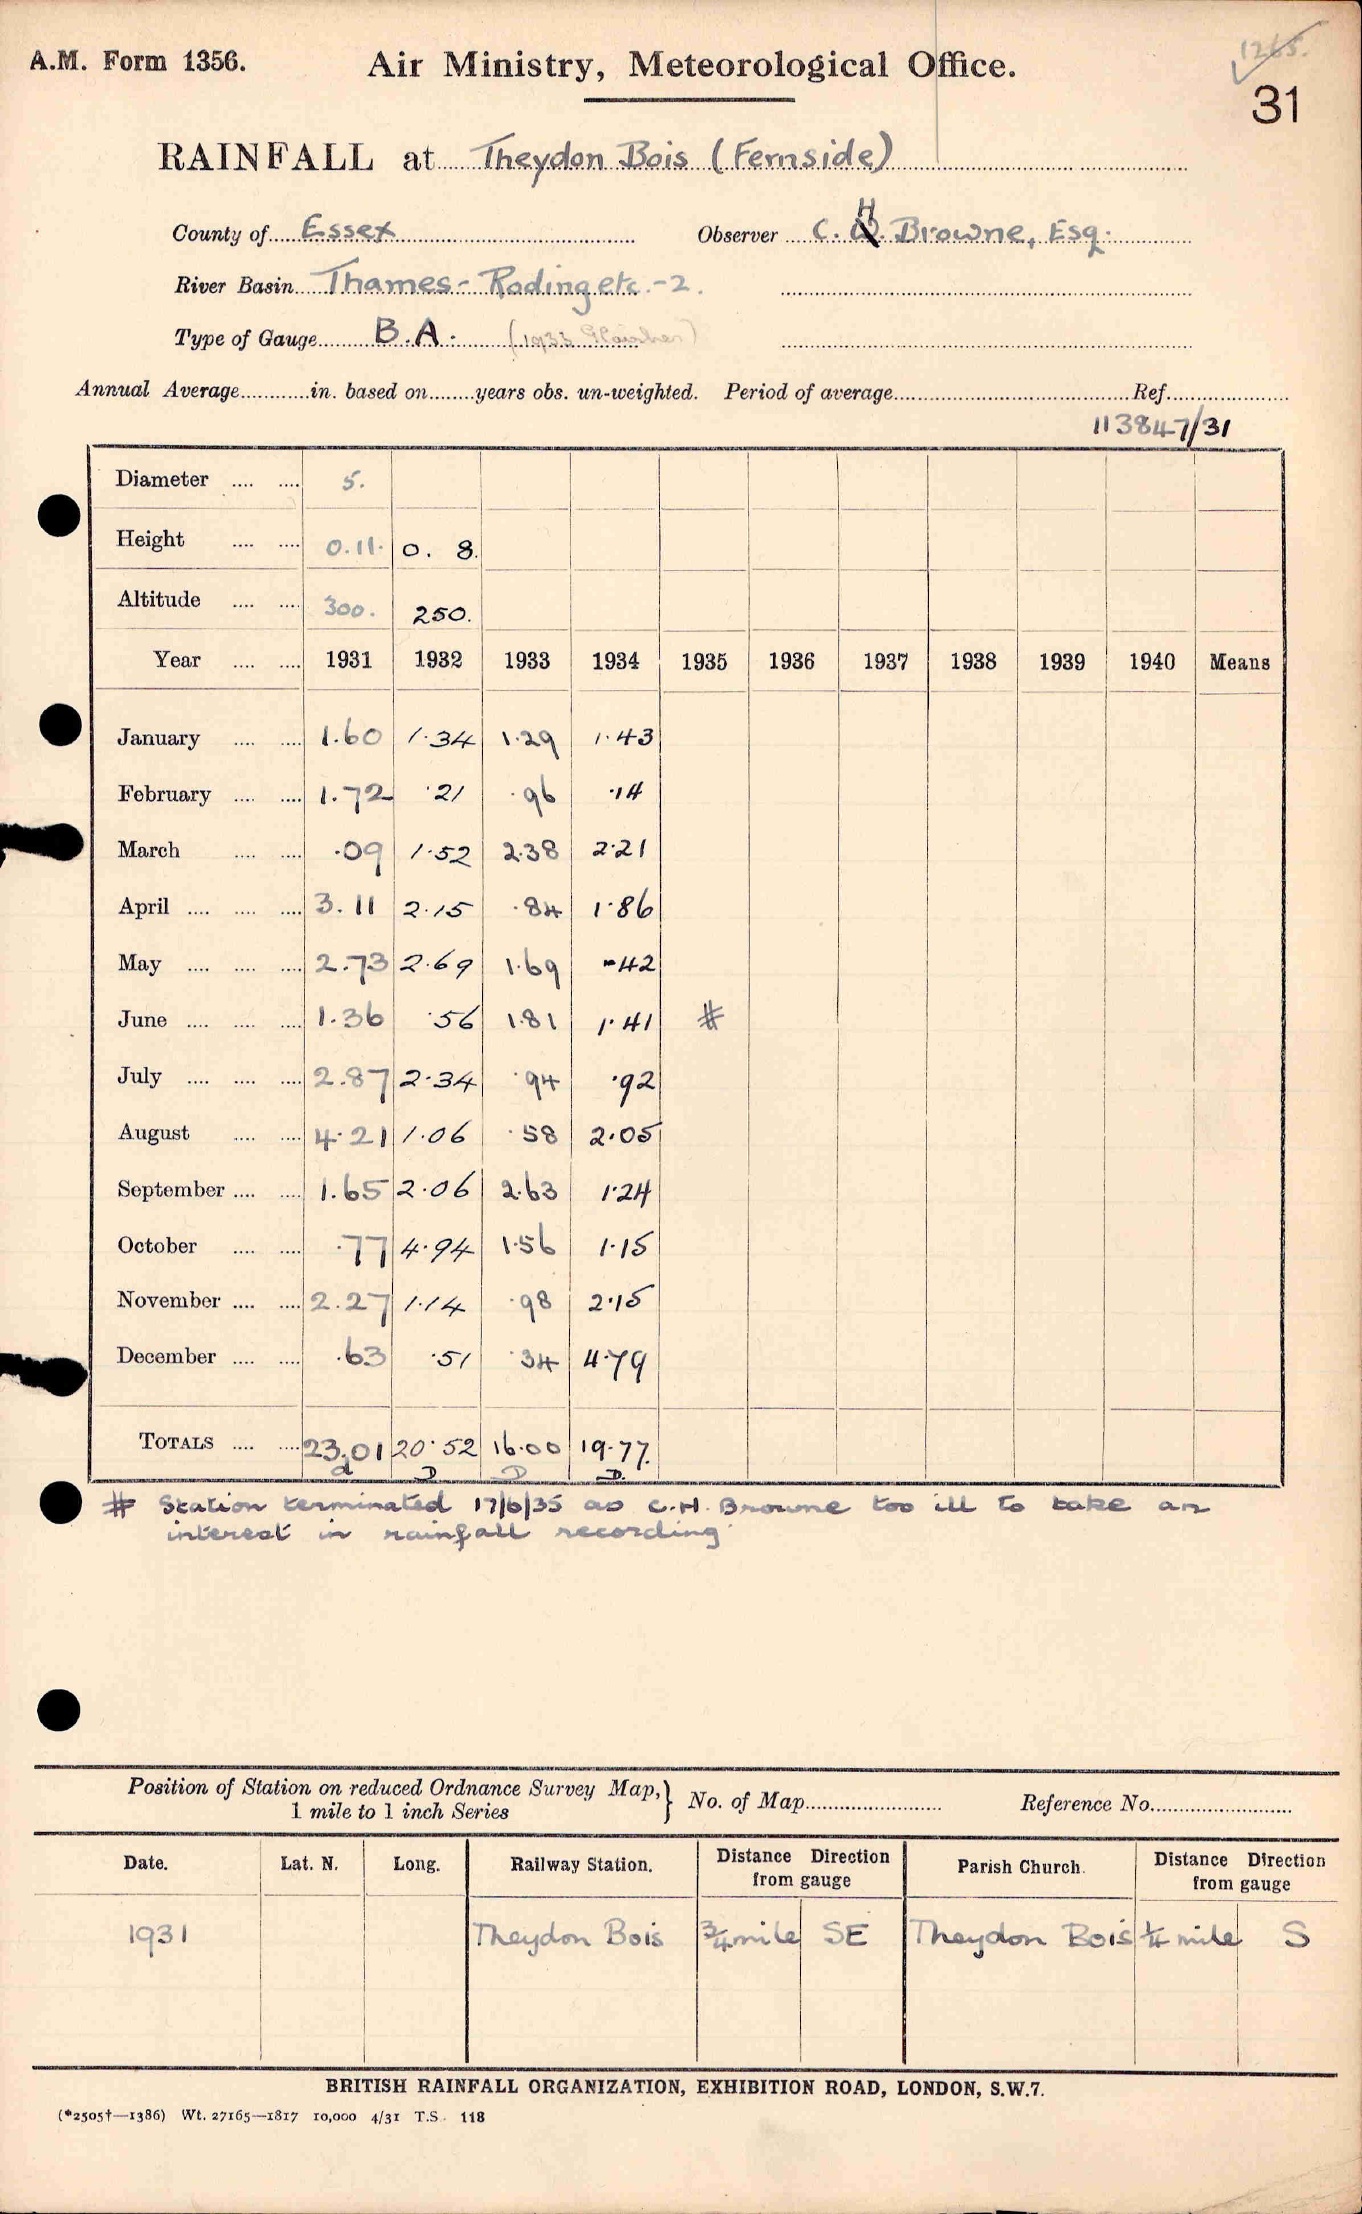 1265.
A.M. Form 1356. Air Ministry, Meteorological Office.
31
RAINFALL at Theydon Bois (Fernside)
County of Essex Observer C. H. Browne, Esq.
River Basin Thames - Roding etc. - 2.
Type of Gauge B.A. (1933 Glaisher)
Annual Average............in. based on........years obs. un-weighted. Period of average............Ref............
113847/31
Diameter .... .... 5.
Height .... .... 0.11. 0. 8.
Altitude .... .... 300. 250.
Year .... .... 1931 1932 1933 1934 1935 1936 1937 1938 1939 1940 Means
January .... .... 1.60 1.34 1.29 1.43
February .... .... 1.72 .21 .96 .14
March .... .... .09 1.52 2.38 2.21
April .... .... .... 3.11 2.15 .84 1.86
May .... .... .... 2.73 2.69 1.69 .42
June .... .... .... 1.36 .56 1.81 1.41 #
July .... .... .... 2.87 2.34 .94 .92
August .... .... 4.21 1.06 .58 2.05
September .... .... 1.65 2.06 2.63 1.24
October .... .... .77 4.94 1.56 1.15
November .... .... 2.27 1.14 .98 2.15
December .... .... .63 .51 .34 4.79
TOTALS .... .... 23.01 20.52 16.00 19.77.
d D D D.
# Station terminated 17/6/35 as C.H. Browne too ill to take an
interest in rainfall recording.
Position of Station on reduced Ordnance Survey Map, } No. of Map............ Reference No............
1 mile to 1 inch Series
Date. Lat. N. Long. Railway Station. Distance Direction from gauge Parish Church. Distance Direction from gauge
1931 Theydon Bois 3/4 mile SE Theydon Bois 1/4 mile S
BRITISH RAINFALL ORGANIZATION, EXHIBITION ROAD, LONDON, S.W.7.
(*2505†—1386) Wt. 27165—1817 10,000 4/31 T.S. 118